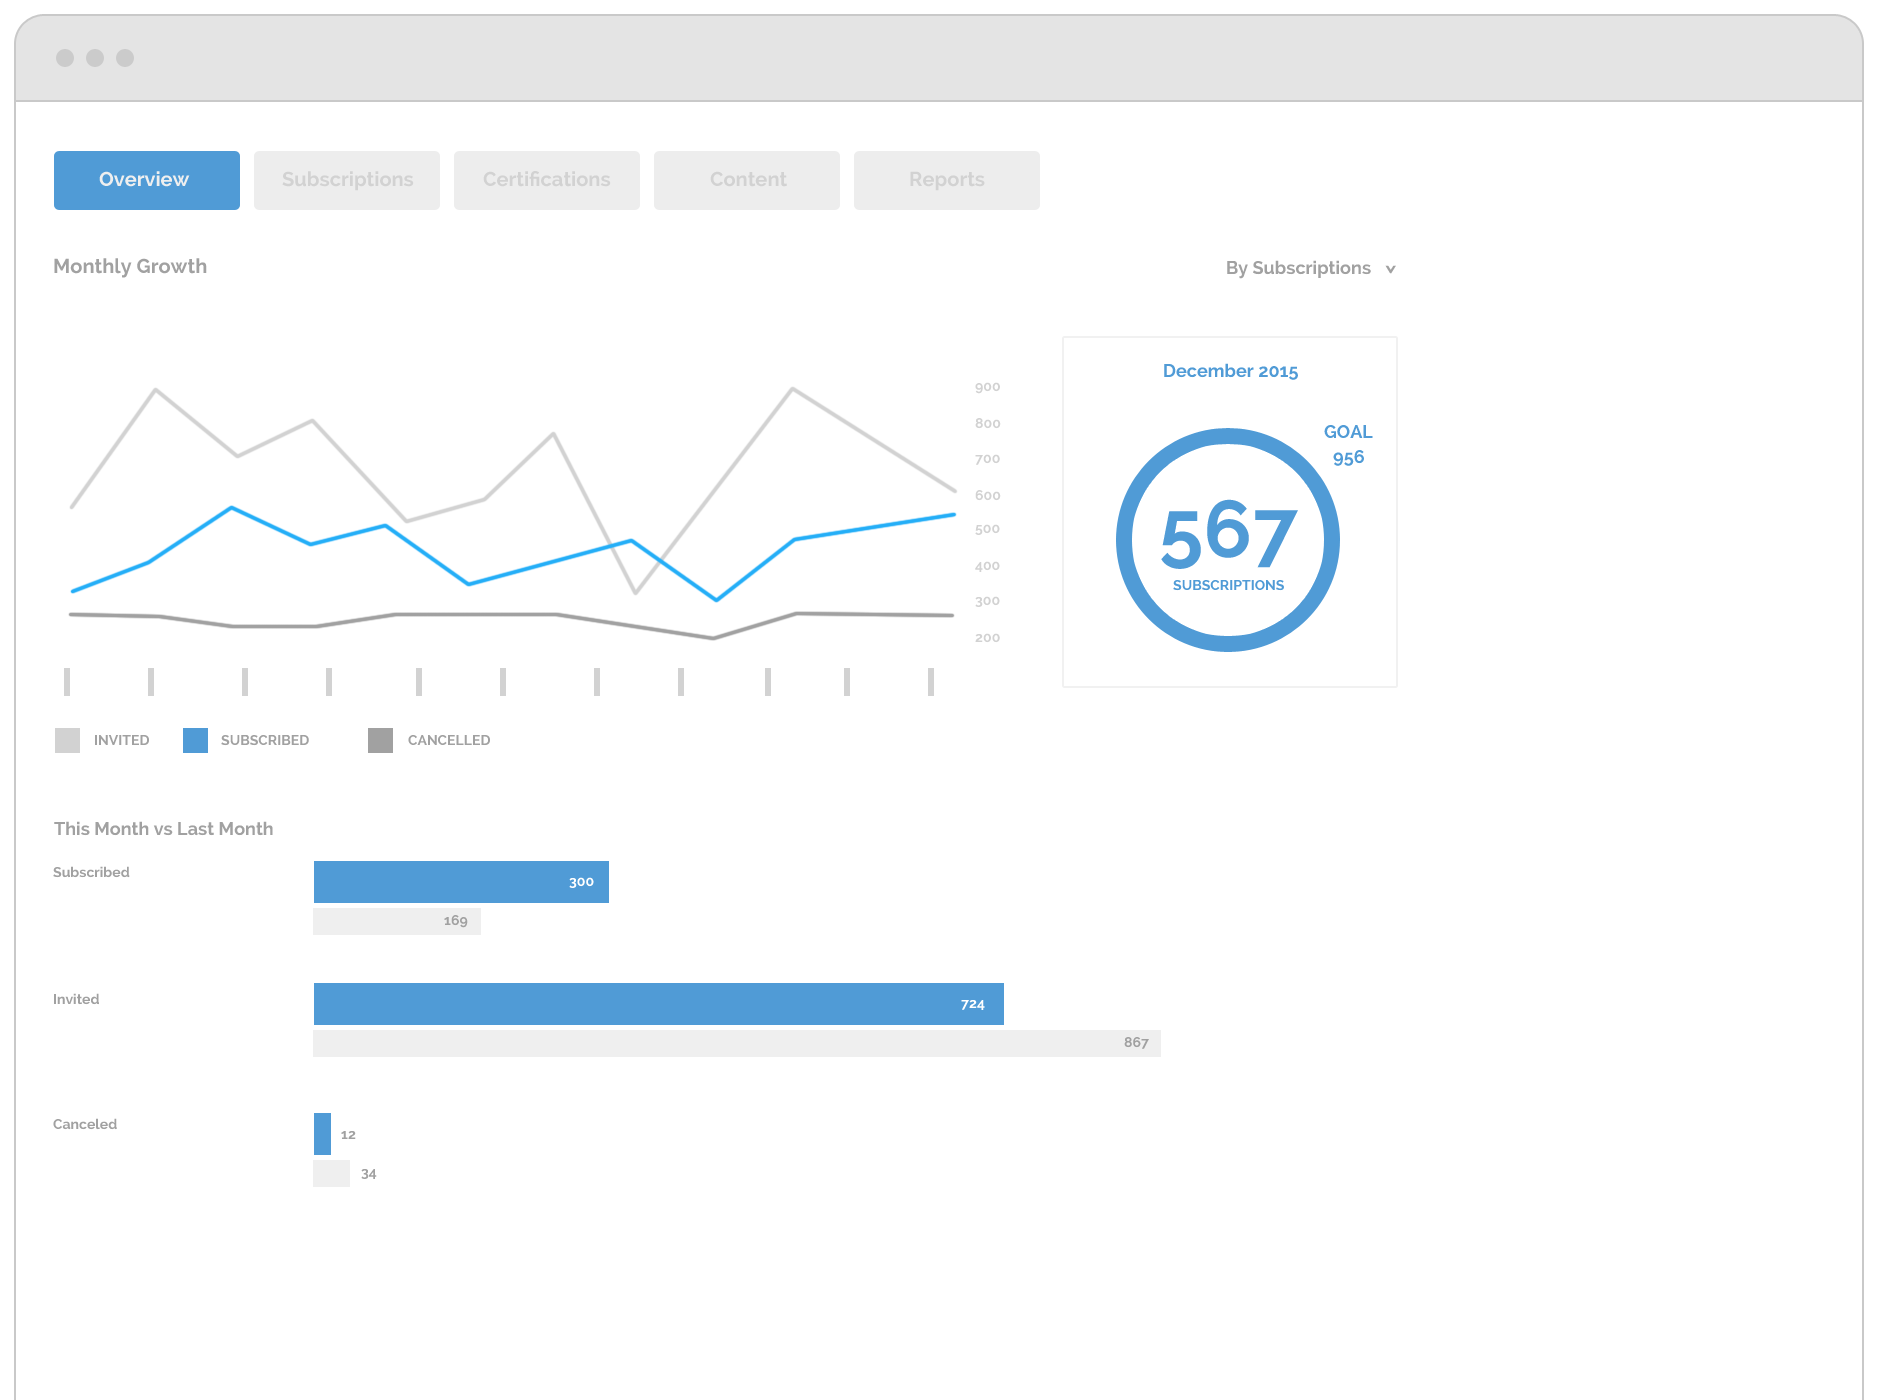 Overview Subscriptions Certifications Content Reports
Monthly Growth
By Subscriptions v
900
800
700
600
500
400
300
200
December 2015
GOAL
956
567
SUBSCRIPTIONS
INVITED SUBSCRIBED CANCELLED
This Month vs Last Month
Subscribed
300
169
Invited
724
867
Canceled
12
34